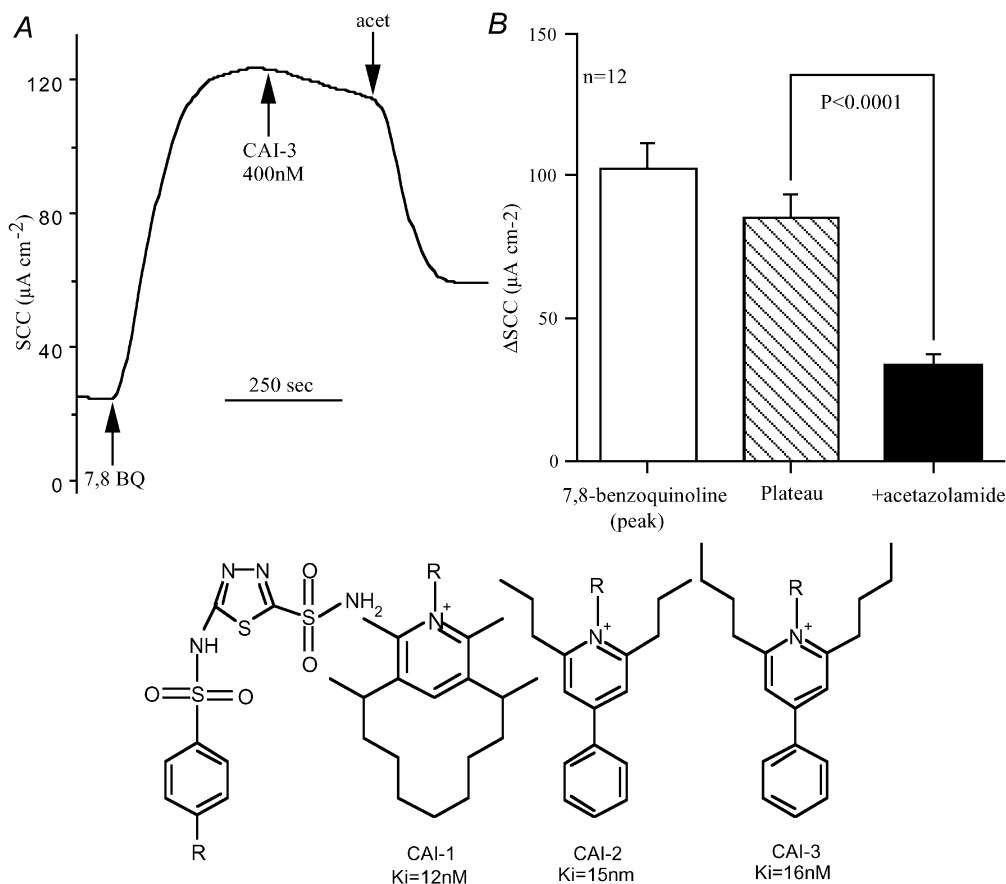 A
acet
120
80
40
0
SCC (µA cm-2)
CAI-3
400nM
250 sec
7,8 BQ
B
150
100
50
0
ΔSCC (µA cm-2)
n=12
P<0.0001
7,8-benzoquinoline
(peak)
Plateau
+acetazolamide
N N
S
O
S
O
NH2
NH
O S O
R
R
N+
CAI-1
Ki=12nM
R
N+
CAI-2
Ki=15nm
R
N+
CAI-3
Ki=16nM